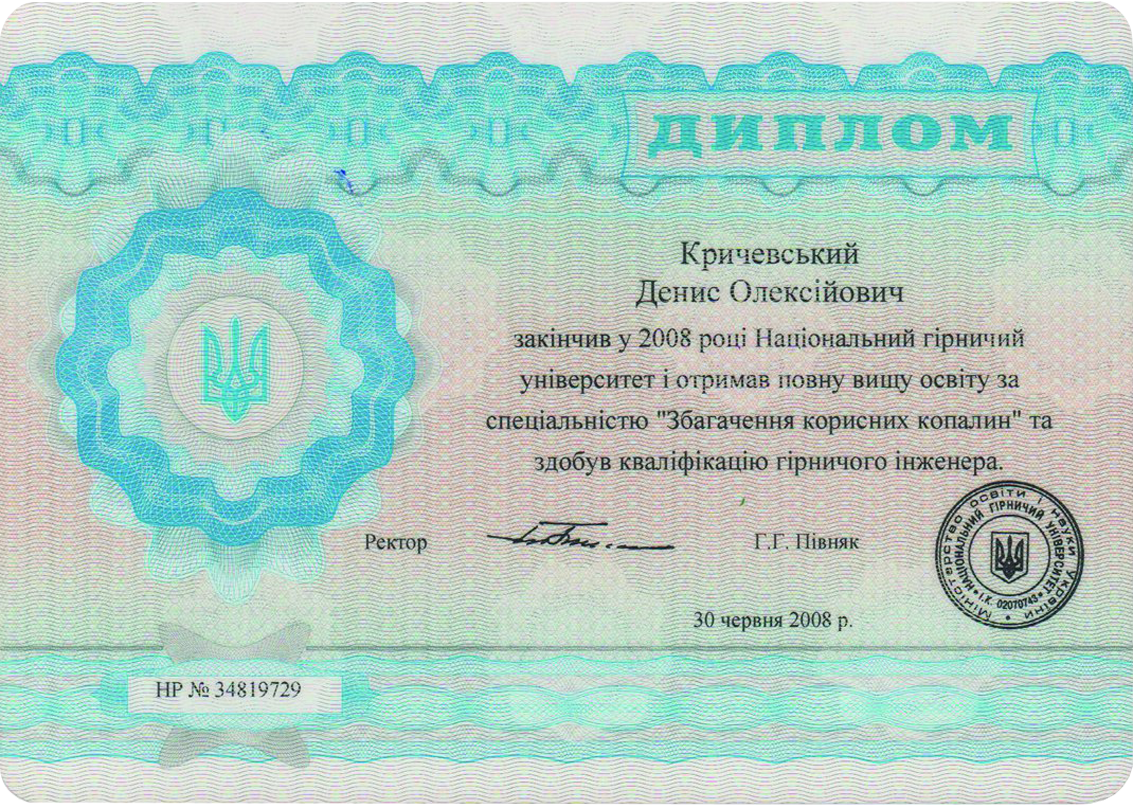 ДИПЛОМ
Кричевський
Денис Олексійович
закінчив у 2008 році Національний гірничий
університет і отримав повну вищу освіту за
спеціальністю "Збагачення корисних копалин" та
здобув кваліфікацію гірничого інженера.
Ректор
Г.Г. Півняк
Міністерство освіти і науки України
НАЦІОНАЛЬНИЙ ГІРНИЧИЙ УНІВЕРСИТЕТ
І.К. 02070743
30 червня 2008 р.
НР № 34819729